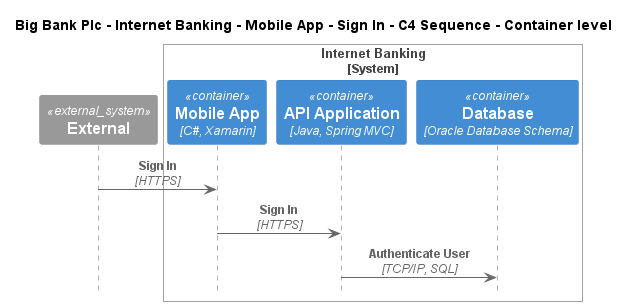 Big Bank Plc - Internet Banking - Mobile App - Sign In - C4 Sequence - Container level
Internet Banking
[System]
«external_system»
External
«container»
Mobile App
[C#, Xamarin]
«container»
API Application
[Java, Spring MVC]
«container»
Database
[Oracle Database Schema]
Sign In
[HTTPS]
Sign In
[HTTPS]
Authenticate User
[TCP/IP, SQL]